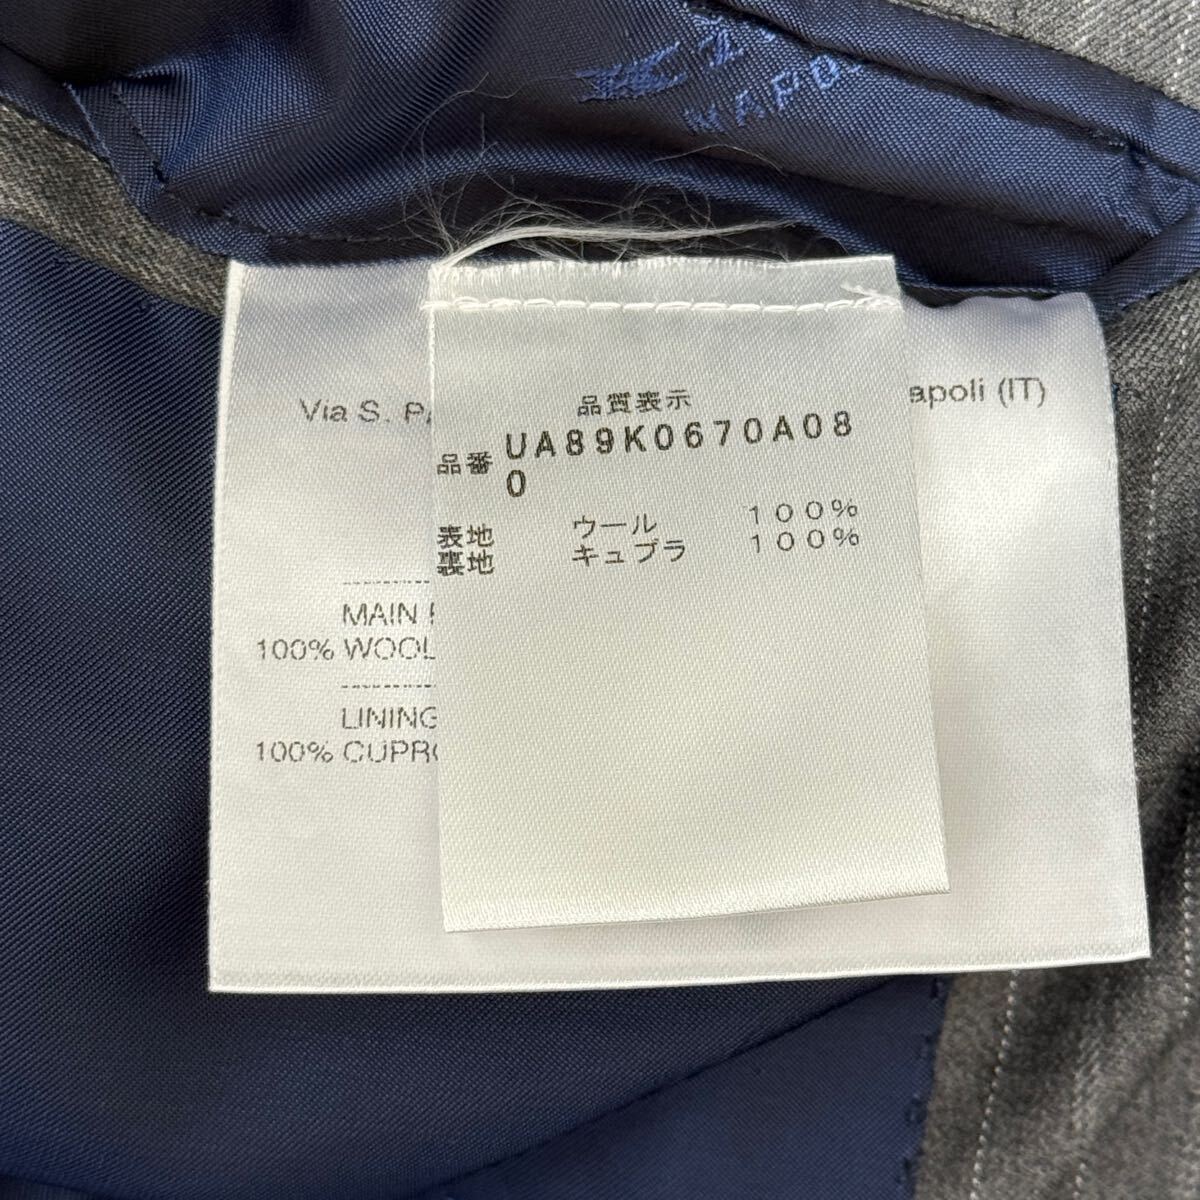 NAPOL
Via S. P
apoli (IT)
品質表示
品番 UA89K0670A08
0
表地 ウール 100%
裏地 キュプラ 100%
MAIN
100% WOOL
LINING
100% CUPR